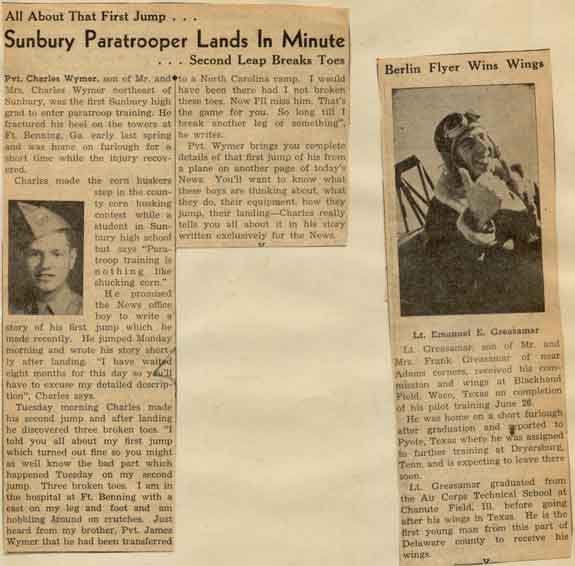 All About That First Jump . . .
Sunbury Paratrooper Lands In Minute
. . . Second Leap Breaks Toes
Pvt. Charles Wymer, son of Mr. and
Mrs. Charles Wymer northeast of
Sunbury, was the first Sunbury high
grad to enter paratroop training. He
fractured his heel on the towers at
Ft. Benning, Ga. early last spring
and was home on furlough for a
short time while the injury recov-
ered.
Charles made the corn huskers
step in the coun-
ty corn husking
contest while a
student in Sun-
bury high school
but says "Para-
troop training is
nothing like
shucking corn."
He promised
the News office
boy to write a
story of his first jump which he
made recently. He jumped Monday
morning and wrote his story short-
ly after landing. "I have waited
eight months for this day so you'll
have to excuse my detailed descrip-
tion", Charles says.
Tuesday morning Charles made
his second jump and after landing
he discovered three broken toes. "I
told you all about my first jump
which turned out fine so you might
as well know the bad part which
happened Tuesday on my second
jump. Three broken toes. I am in
the hospital at Ft. Benning with a
cast on my leg and foot and am
hobbling around on crutches. Just
heard from my brother, Pvt. James
Wymer that he had been transferred
to a North Carolina camp. I would
have been there had I not broken
these toes. Now I'll miss him. That's
the game for you. So long till I
break another leg of something",
he writes.
Pvt. Wymer brings you complete
details of that first jump of his from
a plane on another page of today's
News. You'll want to know what
these boys are thinking about, what
they do, their equipment, how they
jump, their landing—Charles really
tells you all about it in his story
written exclusively for the News.
V
Berlin Flyer Wins Wings
Lt. Emanuel E. Greassamar
Lt. Greassamar, son of Mr. and
Mrs. Frank Greassamar of near
Adams corners, received his com-
mission and wings at Blackhand
Field, Waco, Texas on completion
of his pilot training June 26.
He was home on a short furlough
after graduation and reported to
Pyote, Texas where he was assigned
to further training at Dryersburg,
Tenn. and is expecting to leave there
soon.
Lt. Greassamar graduated from
the Air Corps Technical School at
Chanute Field, Ill. before going
after his wings in Texas. He is the
first young man from this part of
Delaware county to receive his
wings.
V